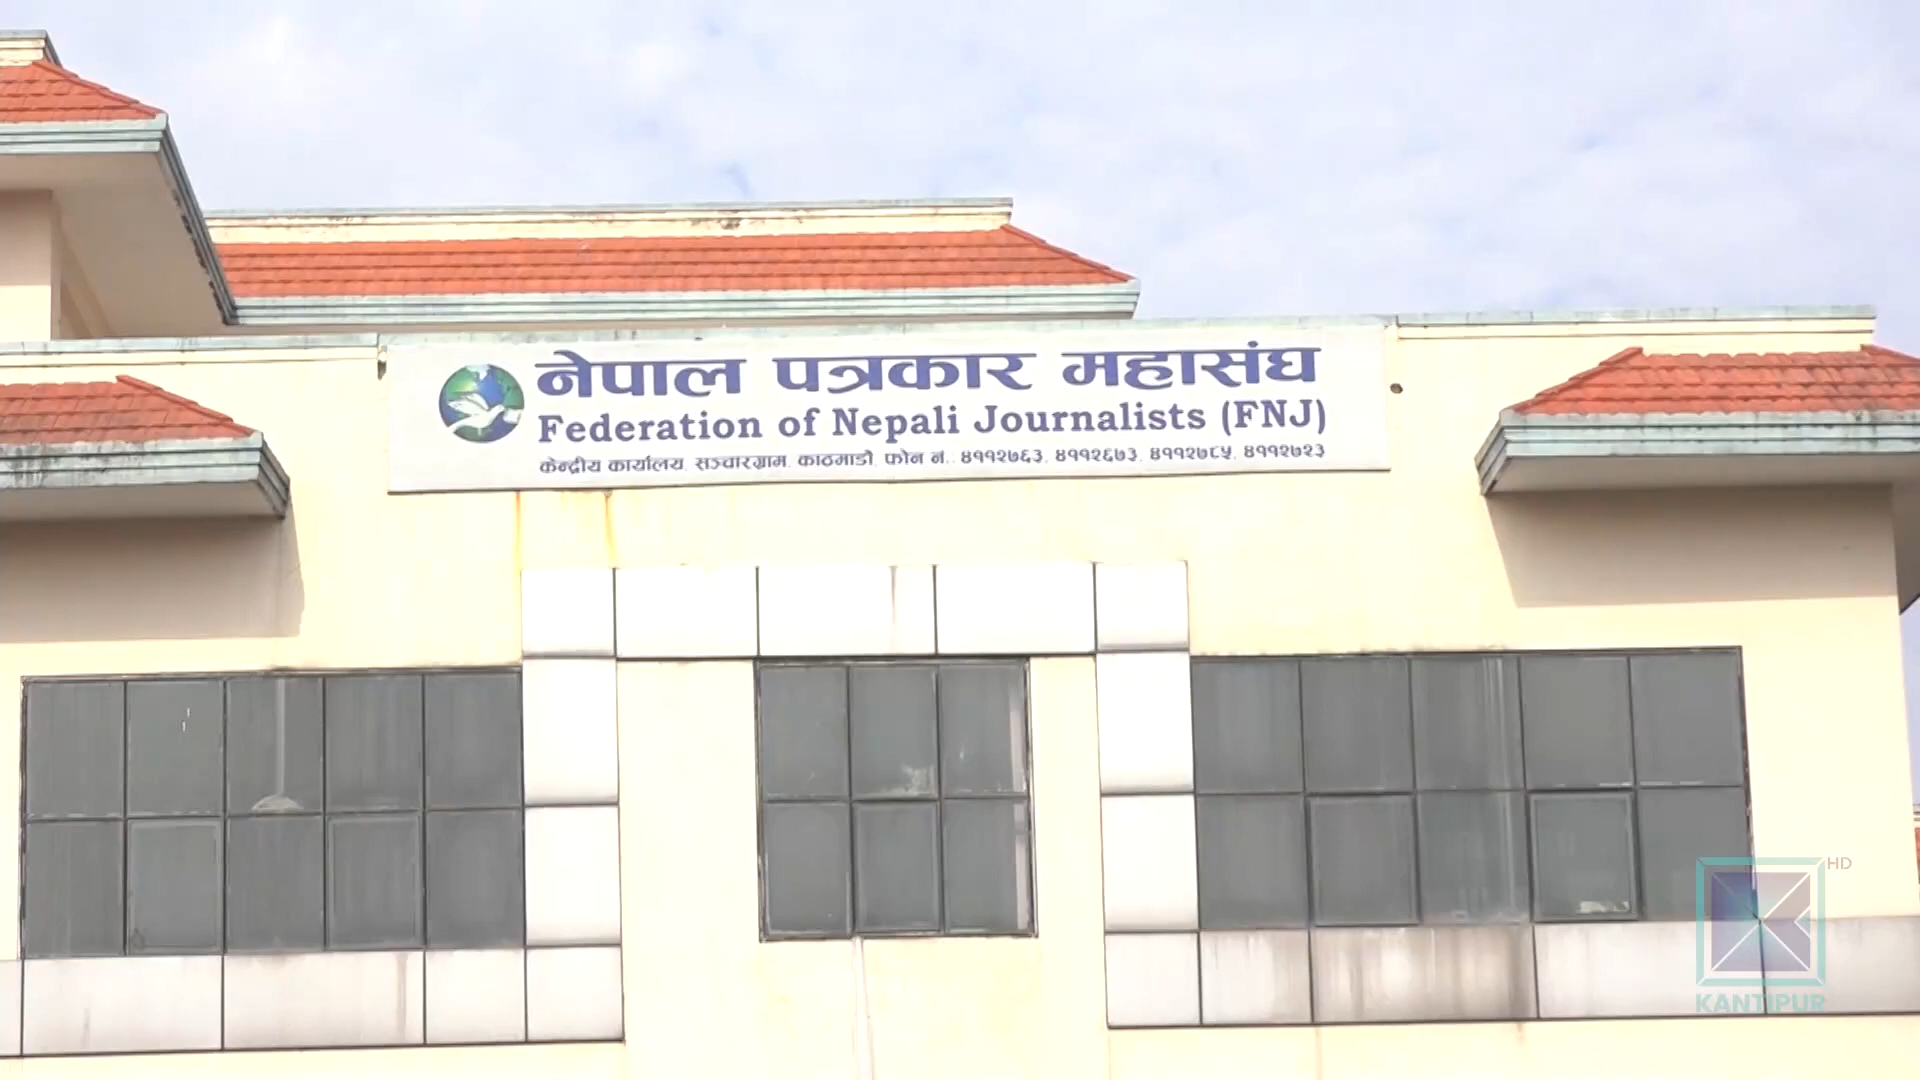 नेपाल पत्रकार महासंघ
Federation of Nepali Journalists (FNJ)
केन्द्रीय कार्यालय, सञ्चारग्राम, काठमाडौं, फोन नं.: ४११२७६३, ४११२६७३, ४११२७८५, ४११२७२३
HD
KANTIPUR